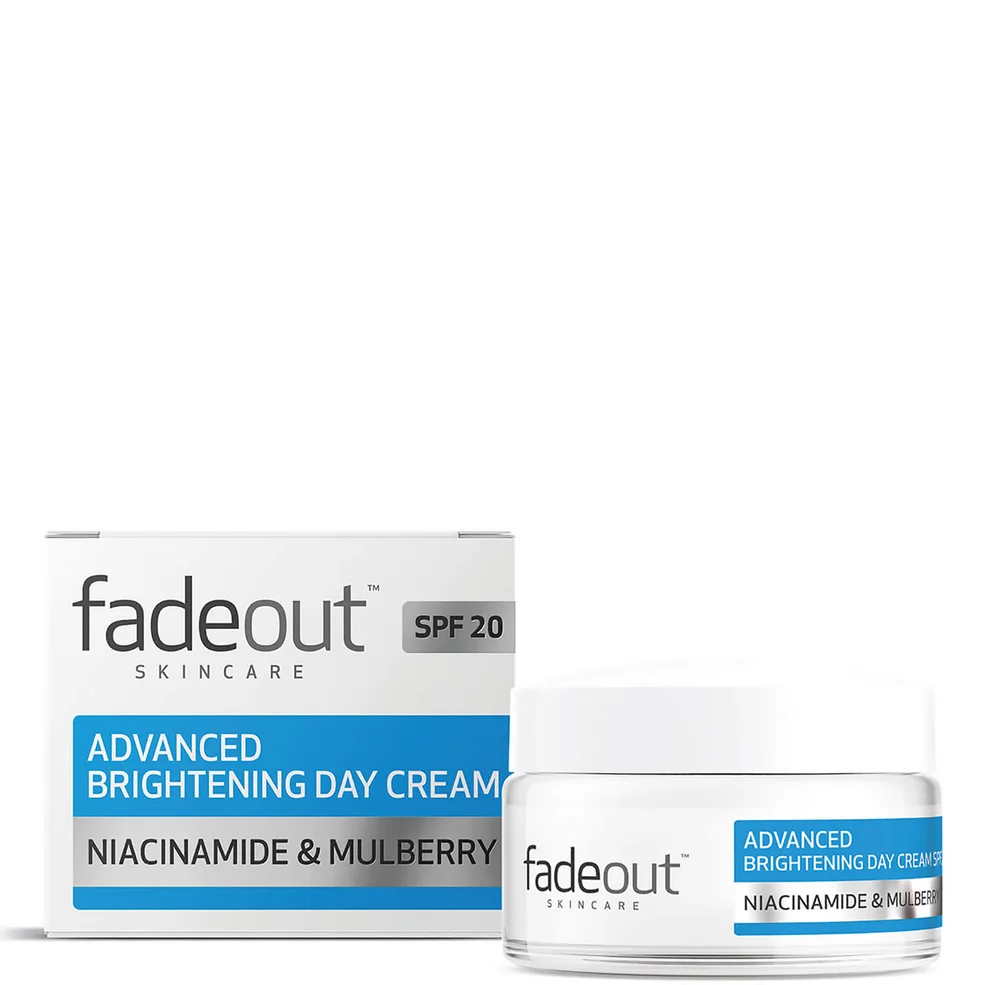 fadeout™
SKINCARE
SPF 20
ADVANCED
BRIGHTENING DAY CREAM
NIACINAMIDE & MULBERRY
fadeout™
SKINCARE
ADVANCED
BRIGHTENING DAY CREAM
NIACINAMIDE & MULBERRY